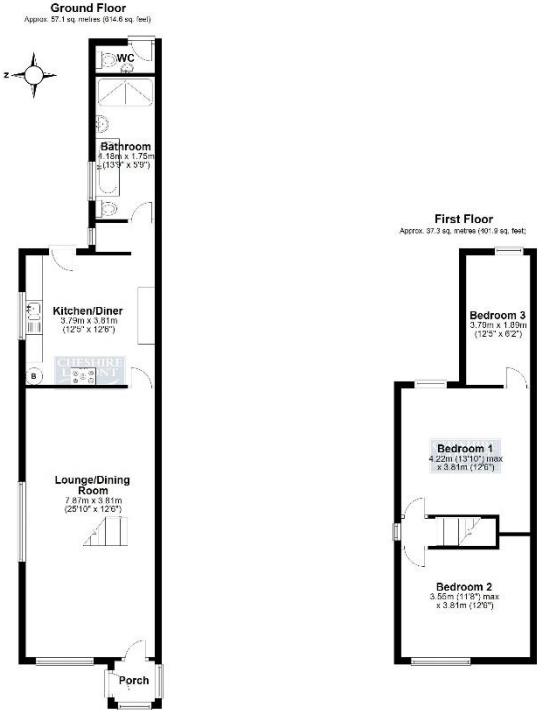 Ground Floor
Approx. 57.1 sq. metres (614.6 sq. feet)
WC
z
Bathroom
4.18m x 1.75m
(13'9" x 5'9")
Kitchen/Diner
3.79m x 3.81m
(12'5" x 12'6")
B
CHESHIRE
LAMONT
Lounge/Dining
Room
7.87m x 3.81m
(25'10" x 12'6")
Porch
First Floor
Approx. 37.3 sq. metres (401.9 sq. feet)
Bedroom 3
3.79m x 1.89m
(12'5" x 6'2")
Bedroom 1
4.22m (13'10") max
x 3.81m (12'6")
Bedroom 2
3.55m (11'8") max
x 3.81m (12'6")